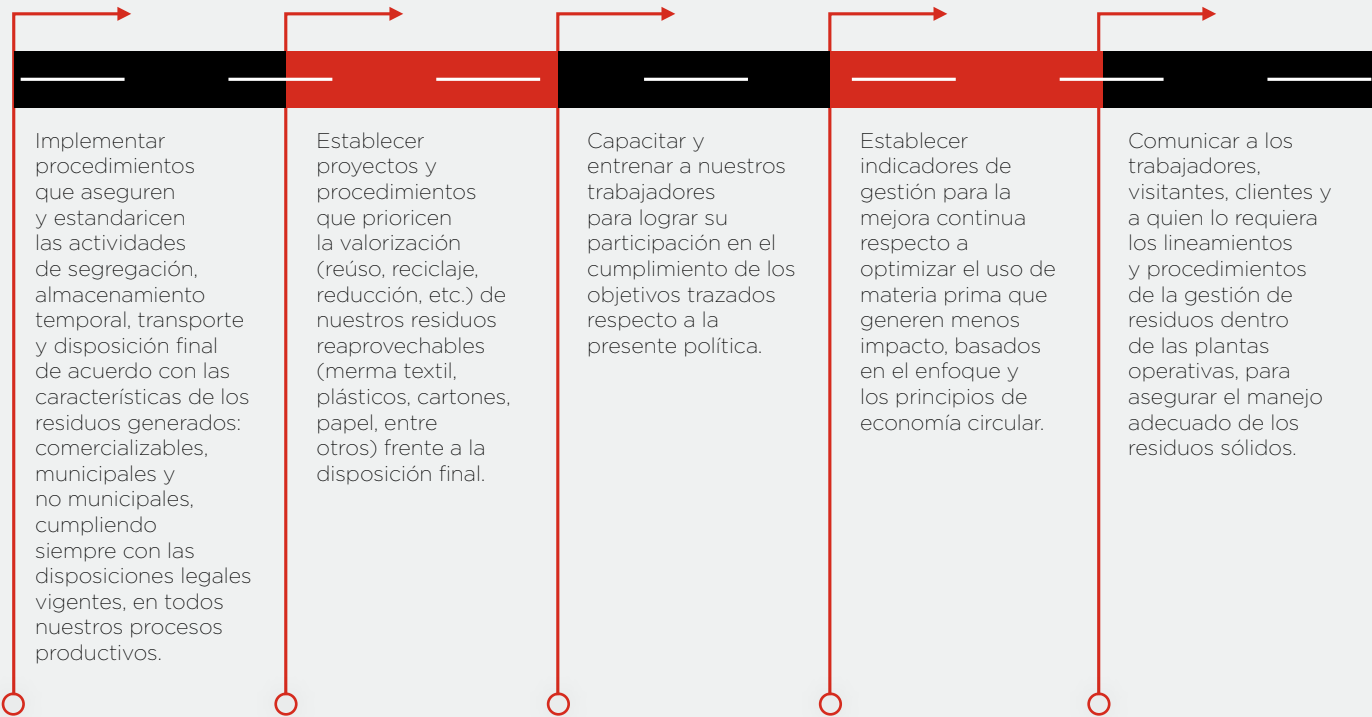 Implementar
procedimientos
que aseguren
y estandaricen
las actividades
de segregación,
almacenamiento
temporal, transporte
y disposición final
de acuerdo con las
características de los
residuos generados:
comercializables,
municipales y
no municipales,
cumpliendo
siempre con las
disposiciones legales
vigentes, en todos
nuestros procesos
productivos.
Establecer
proyectos y
procedimientos
que prioricen
la valorización
(reúso, reciclaje,
reducción, etc.) de
nuestros residuos
reaprovechables
(merma textil,
plásticos, cartones,
papel, entre
otros) frente a la
disposición final.
Capacitar y
entrenar a nuestros
trabajadores
para lograr su
participación en el
cumplimiento de los
objetivos trazados
respecto a la
presente política.
Establecer
indicadores de
gestión para la
mejora continua
respecto a
optimizar el uso de
materia prima que
generen menos
impacto, basados
en el enfoque y
los principios de
economía circular.
Comunicar a los
trabajadores,
visitantes, clientes y
a quien lo requiera
los lineamientos
y procedimientos
de la gestión de
residuos dentro
de las plantas
operativas, para
asegurar el manejo
adecuado de los
residuos sólidos.